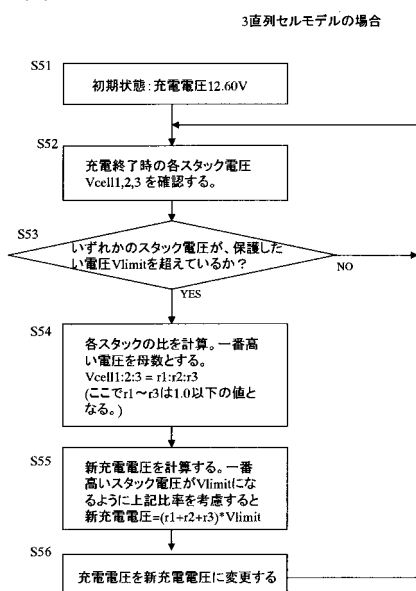 3直列セルモデルの場合
S51
初期状態:充電電圧12.60V
S52
充電終了時の各スタック電圧
Vcell1,2,3 を確認する。
S53
いずれかのスタック電圧が、保護した
い電圧Vlimitを超えているか?
NO
YES
S54
各スタックの比を計算。一番高
い電圧を母数とする。
Vcell1:2:3 = r1:r2:r3
(ここでr1～r3は1.0以下の値と
なる。)
S55
新充電電圧を計算する。一番
高いスタック電圧がVlimitにな
るように上記比率を考慮すると
新充電電圧=(r1+r2+r3)*Vlimit
S56
充電電圧を新充電電圧に変更する